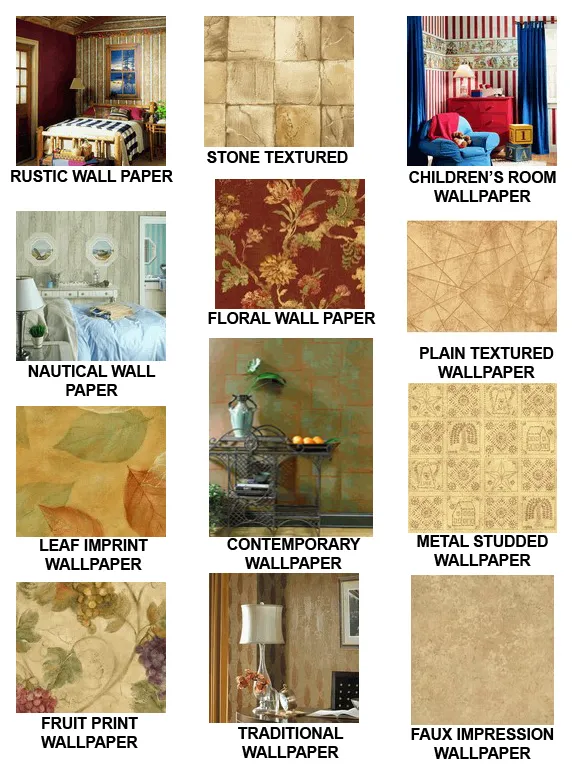 RUSTIC WALL PAPER
STONE TEXTURED
CHILDREN’S ROOM
WALLPAPER
NAUTICAL WALL
PAPER
FLORAL WALL PAPER
PLAIN TEXTURED
WALLPAPER
LEAF IMPRINT
WALLPAPER
CONTEMPORARY
WALLPAPER
METAL STUDDED
WALLPAPER
FRUIT PRINT
WALLPAPER
TRADITIONAL
WALLPAPER
FAUX IMPRESSION
WALLPAPER